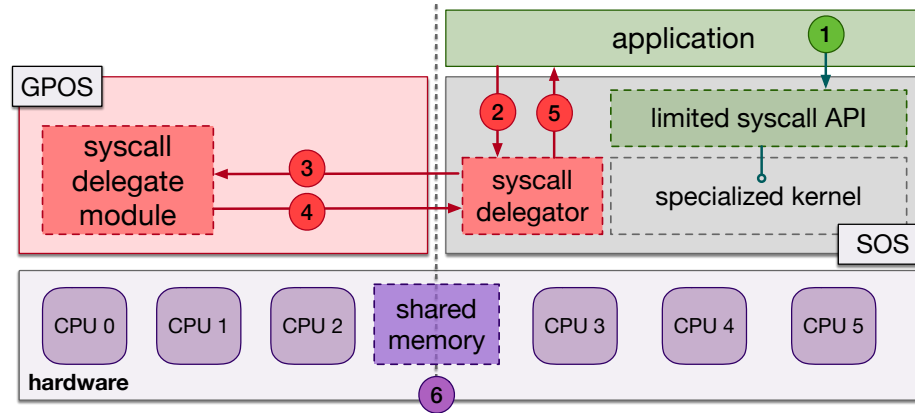 application
1
GPOS
2
5
limited syscall API
syscall
delegate
module
3
4
syscall
delegator
specialized kernel
SOS
CPU 0
CPU 1
CPU 2
shared
memory
CPU 3
CPU 4
CPU 5
hardware
6